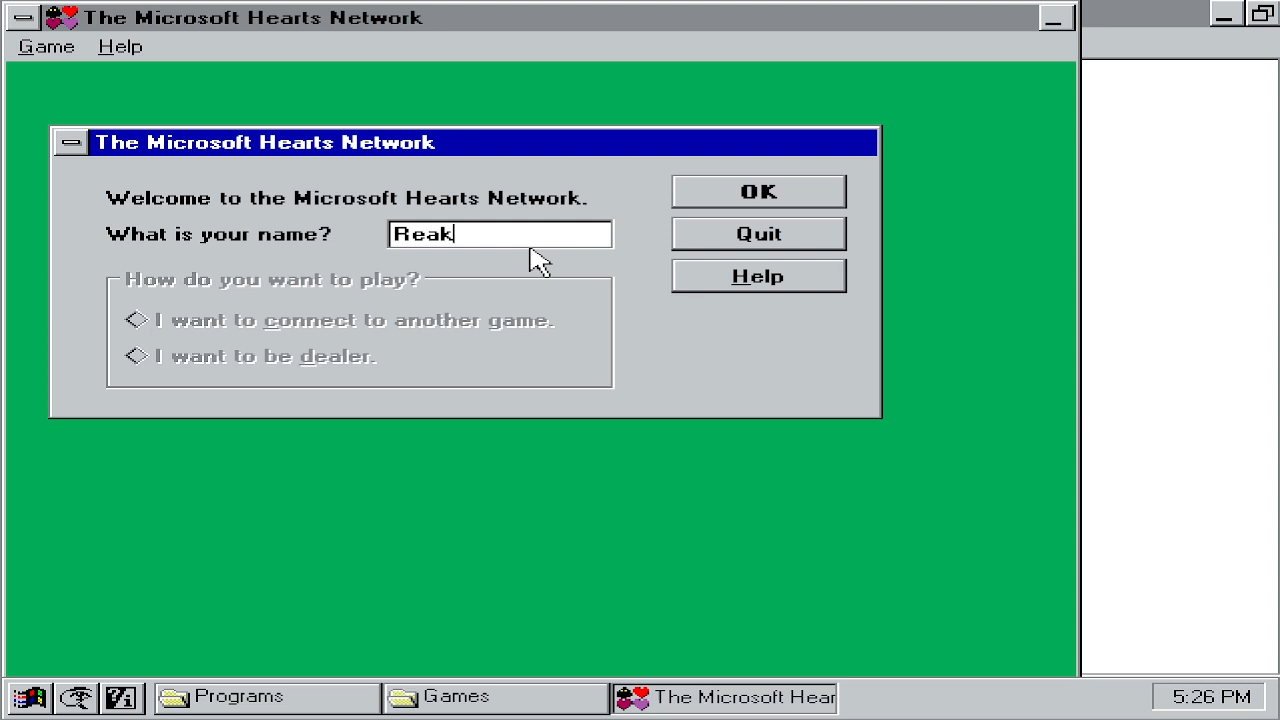 The Microsoft Hearts Network
Game Help
The Microsoft Hearts Network
Welcome to the Microsoft Hearts Network.
What is your name? Reak
How do you want to play?
I want to connect to another game.
I want to be dealer.
OK
Quit
Help
Programs
Games
The Microsoft Hear
5:26 PM